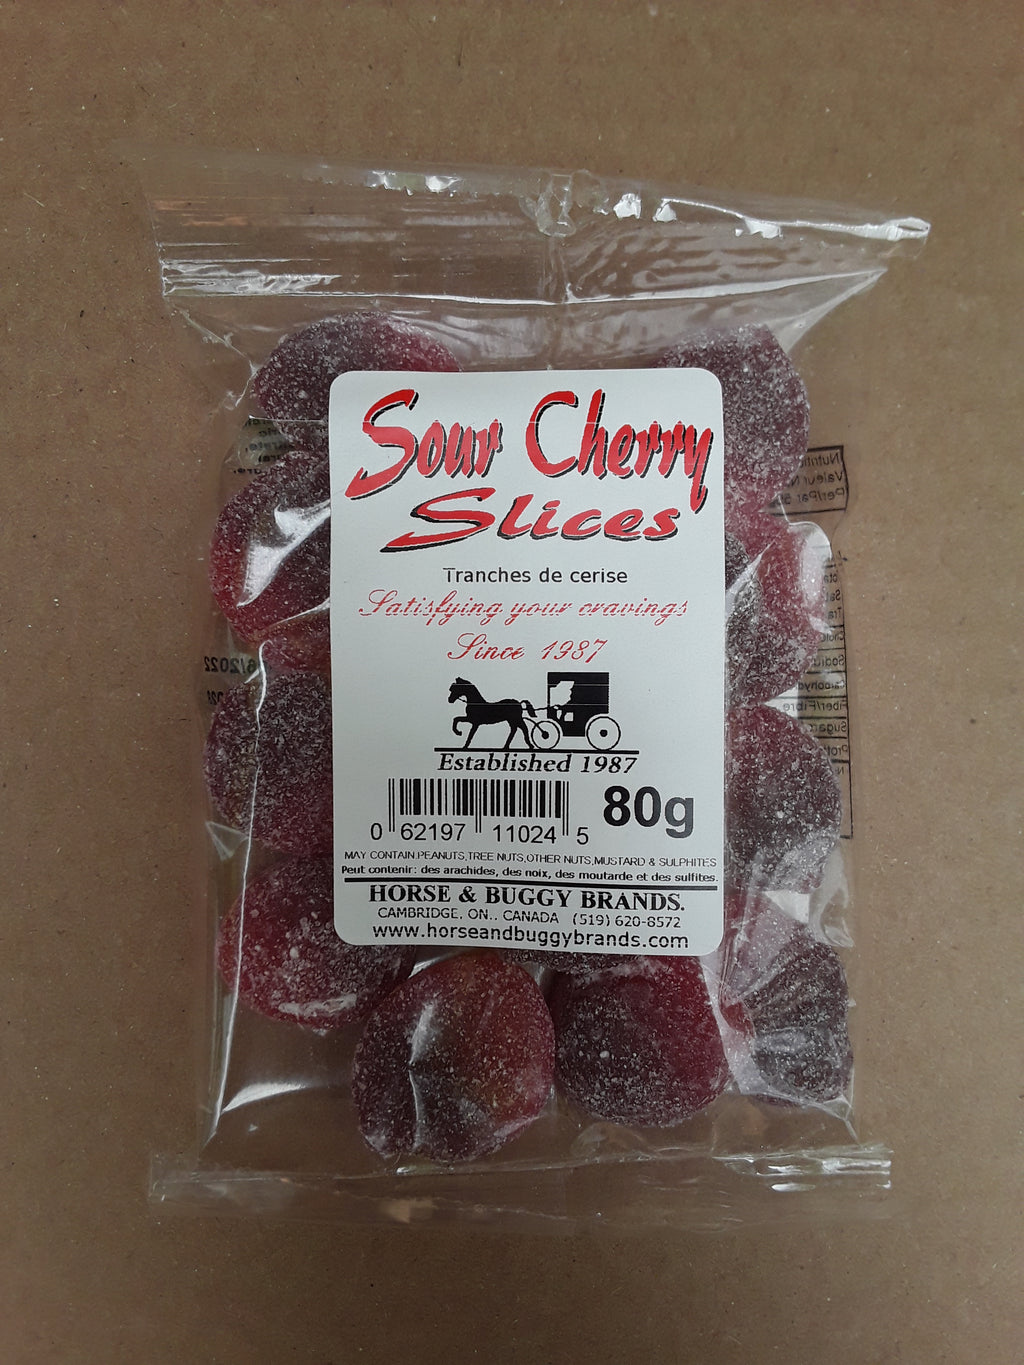 Sour Cherry
Slices
Tranches de cerise
Satisfying your cravings
Since 1987
Established 1987
80g
0 62197 11024 5
MAY CONTAIN:PEANUTS,TREE NUTS,OTHER NUTS,MUSTARD & SULPHITES
Peut contenir: des arachides, des noix, des moutarde et des sulfites.
HORSE & BUGGY BRANDS.
CAMBRIDGE, ON., CANADA (519) 620-8572
www.horseandbuggybrands.com